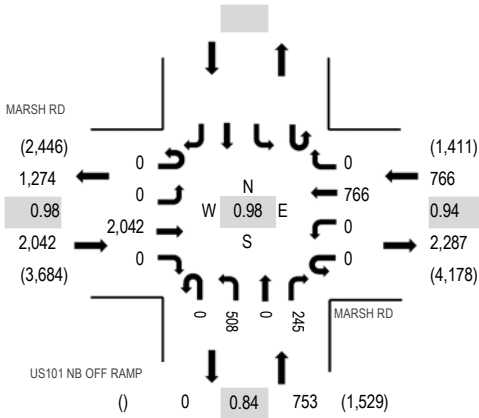 MARSH RD
(2,446) 0 0 (1,411)
1,274 0 N 766 766
0.98 2,042 W 0.98 E 0 0.94
2,042 0 S 0 2,287
(3,684) (4,178)
0 508 0 245 MARSH RD
US101 NB OFF RAMP
() 0 0.84 753 (1,529)